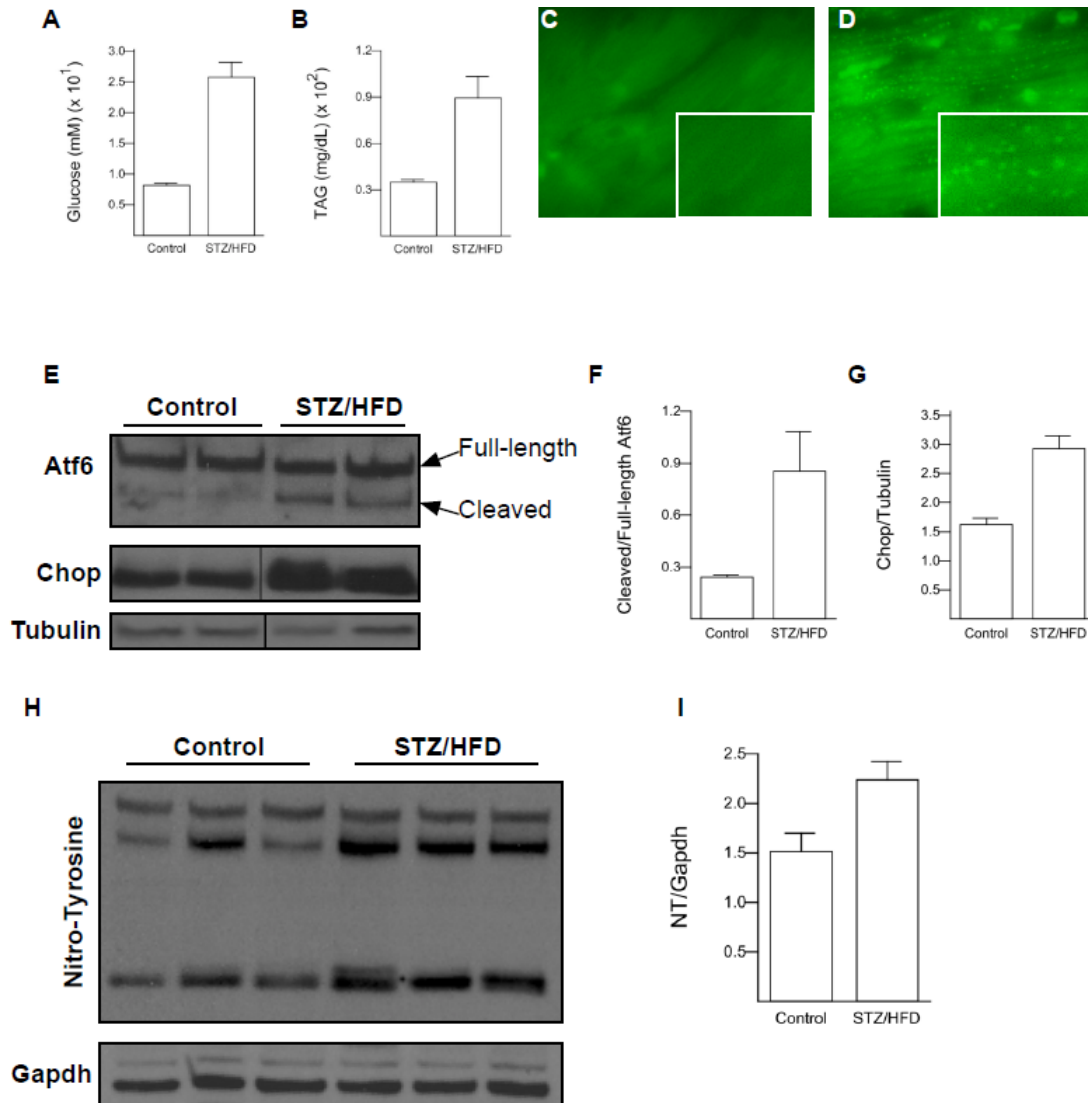 A
Glucose (mM) (x 10¹)
3.0
2.5
2.0
1.5
1.0
0.5
Control STZ/HFD
B
TAG (mg/dL) (x 10²)
1.2
0.9
0.6
0.3
Control STZ/HFD
C
D
E
Control STZ/HFD
Atf6
Full-length
Cleaved
Chop
Tubulin
F
Cleaved/Full-length Atf6
1.2
0.9
0.6
0.3
Control STZ/HFD
G
Chop/Tubulin
3.5
3.0
2.5
2.0
1.5
1.0
0.5
Control STZ/HFD
H
Control STZ/HFD
Nitro-Tyrosine
Gapdh
I
NT/Gapdh
2.5
2.0
1.5
1.0
0.5
Control STZ/HFD